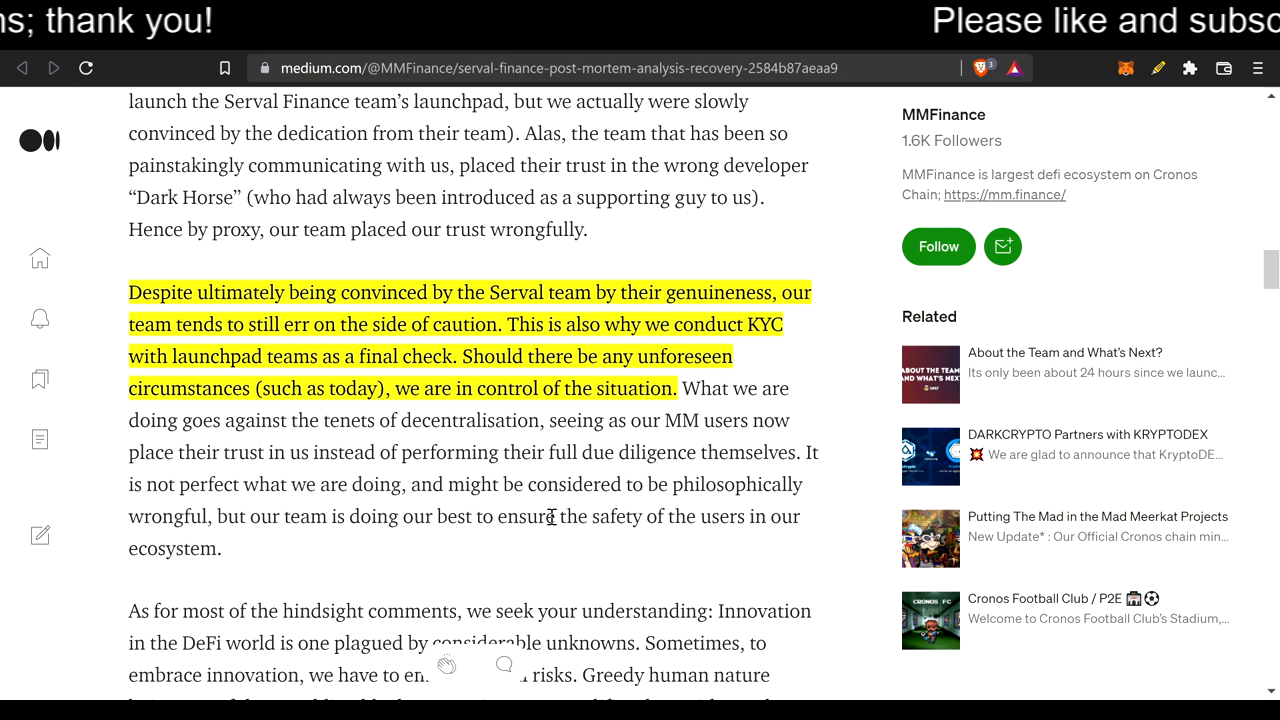 ns; thank you!
Please like and subsc
medium.com/@MMFinance/serval-finance-post-mortem-analysis-recovery-2584b87aeaa9
3
launch the Serval Finance team's launchpad, but we actually were slowly
convinced by the dedication from their team). Alas, the team that has been so
painstakingly communicating with us, placed their trust in the wrong developer
“Dark Horse” (who had always been introduced as a supporting guy to us).
Hence by proxy, our team placed our trust wrongfully.
Despite ultimately being convinced by the Serval team by their genuineness, our
team tends to still err on the side of caution. This is also why we conduct KYC
with launchpad teams as a final check. Should there be any unforeseen
circumstances (such as today), we are in control of the situation. What we are
doing goes against the tenets of decentralisation, seeing as our MM users now
place their trust in us instead of performing their full due diligence themselves. It
is not perfect what we are doing, and might be considered to be philosophically
wrongful, but our team is doing our best to ensure the safety of the users in our
ecosystem.
As for most of the hindsight comments, we seek your understanding: Innovation
in the DeFi world is one plagued by considerable unknowns. Sometimes, to
embrace innovation, we have to risks. Greedy human nature
MMFinance
1.6K Followers
MMFinance is largest defi ecosystem on Cronos
Chain; https://mm.finance/
Follow
Related
About the Team and What's Next?
Its only been about 24 hours since we launc...
ABOUT THE TEAM
AND WHAT'S NEXT?
DARKCRYPTO Partners with KRYPTODEX
💥 We are glad to announce that KryptoDE...
Putting The Mad in the Mad Meerkat Projects
New Update* : Our Official Cronos chain min...
Cronos Football Club / P2E 🏟⚽
Welcome to Cronos Football Club's Stadium,...
CRONOS FC